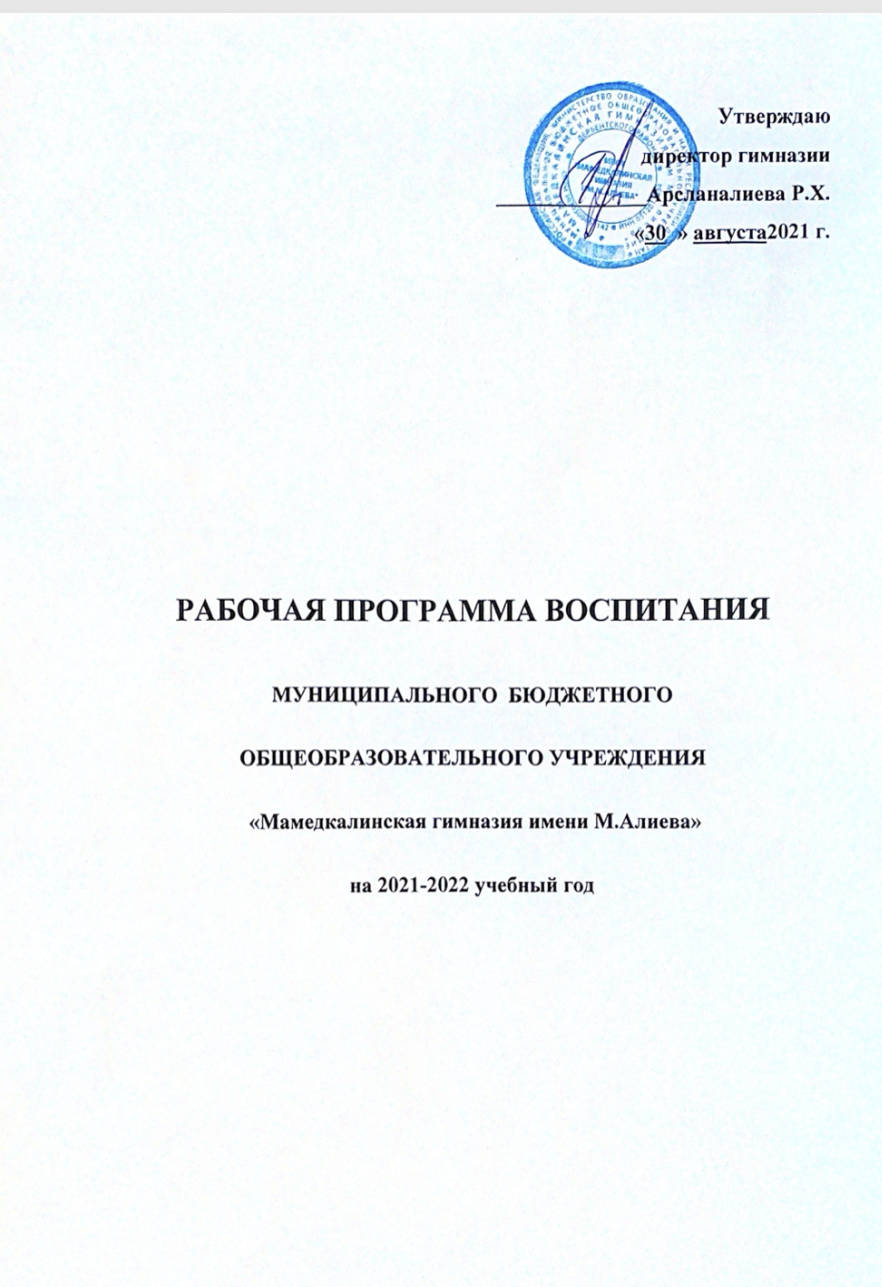 Утверждаю
директор гимназии
Арсланалиева Р.Х.
«30 » августа2021 г.
РАБОЧАЯ ПРОГРАММА ВОСПИТАНИЯ
МУНИЦИПАЛЬНОГО БЮДЖЕТНОГО
ОБЩЕОБРАЗОВАТЕЛЬНОГО УЧРЕЖДЕНИЯ
«Мамедкалинская гимназия имени М.Алиева»
на 2021-2022 учебный год